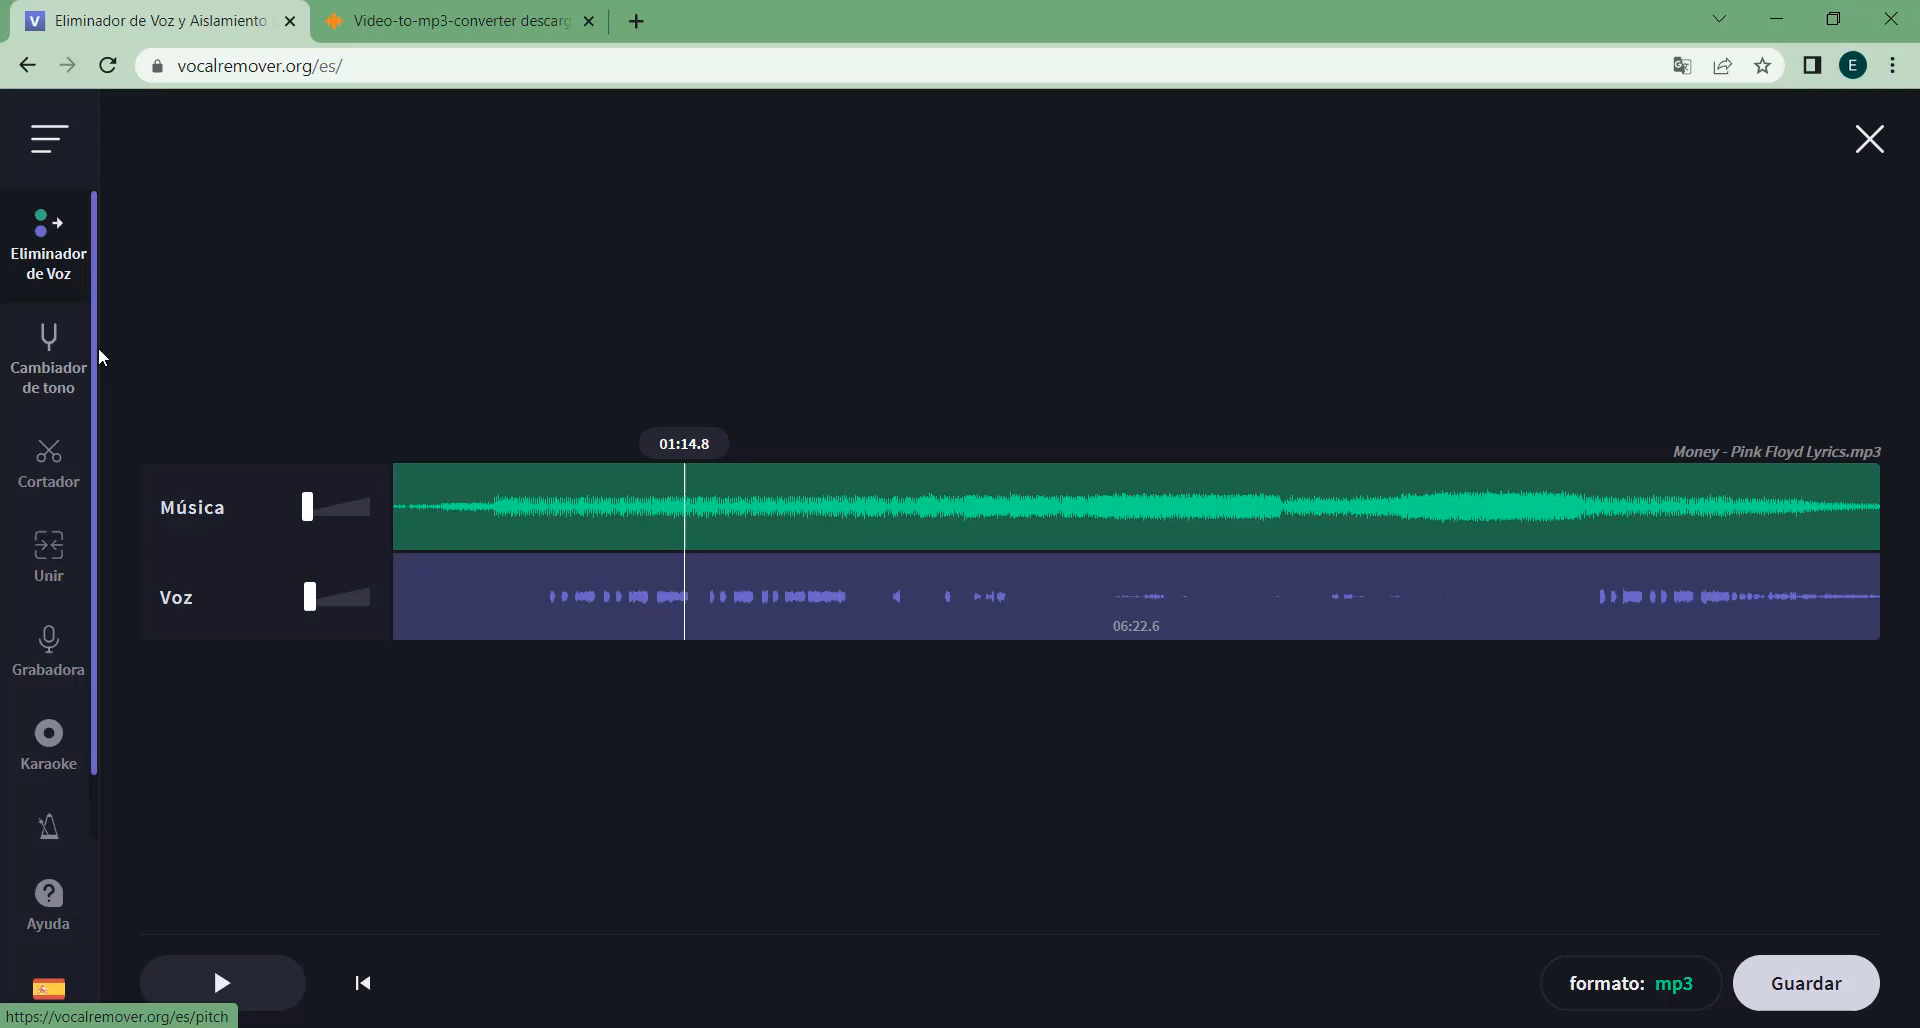 Eliminador de Voz y Aislamiento
Video-to-mp3-converter descarg
vocalremover.org/es/
E
Eliminador
de Voz
Cambiador
de tono
Cortador
Unir
Grabadora
Karaoke
Ayuda
01:14.8
Money - Pink Floyd Lyrics.mp3
Música
Voz
06:22.6
formato: mp3
Guardar
https://vocalremover.org/es/pitch